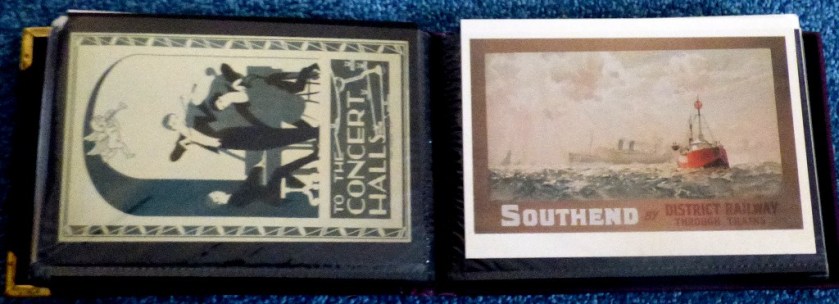 TO THE
CONCERT
HALLS
SOUTHEND BY DISTRICT RAILWAY
THROUGH TRAINS